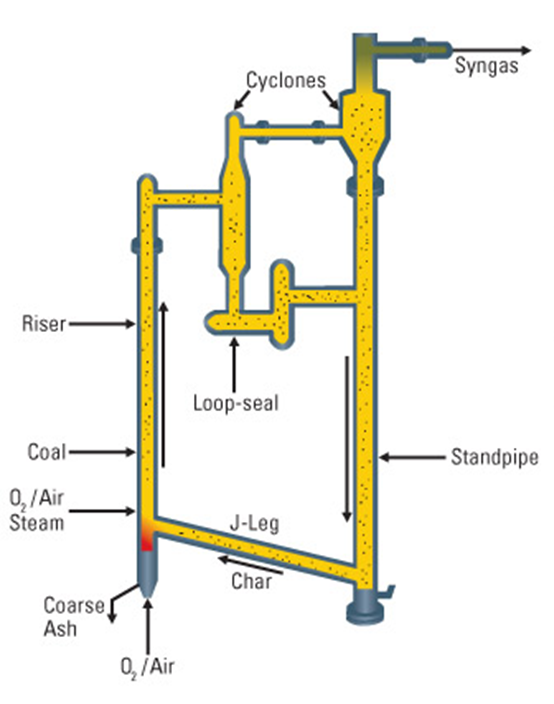 Syngas
Cyclones
Riser
Loop-seal
Coal
Standpipe
O₂/Air
Steam
J-Leg
Char
Coarse
Ash
O₂/Air